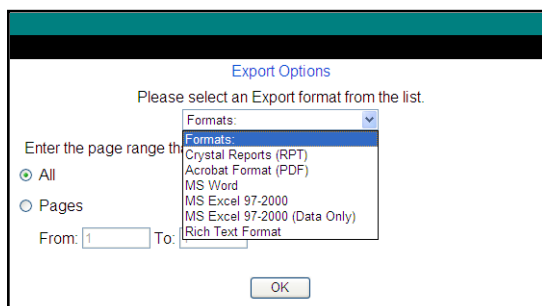 Export Options
Please select an Export format from the list.
Formats:
Formats:
Crystal Reports (RPT)
Enter the page range
Acrobat Format (PDF)
All
MS Word
MS Excel 97-2000
Pages
MS Excel 97-2000 (Data Only)
From: 1 To:
Rich Text Format
OK